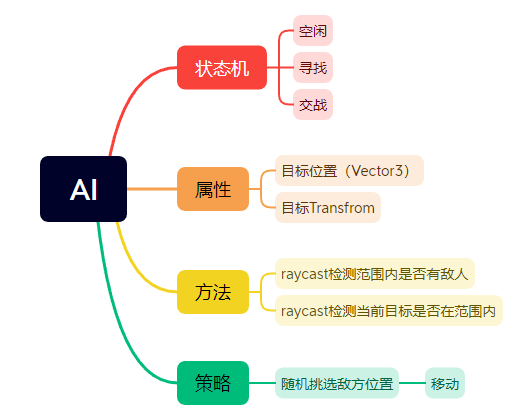 AI
状态机
空闲
寻找
交战
属性
目标位置（Vector3）
目标Transfrom
方法
raycast检测范围内是否有敌人
raycast检测当前目标是否在范围内
策略
随机挑选敌方位置
移动